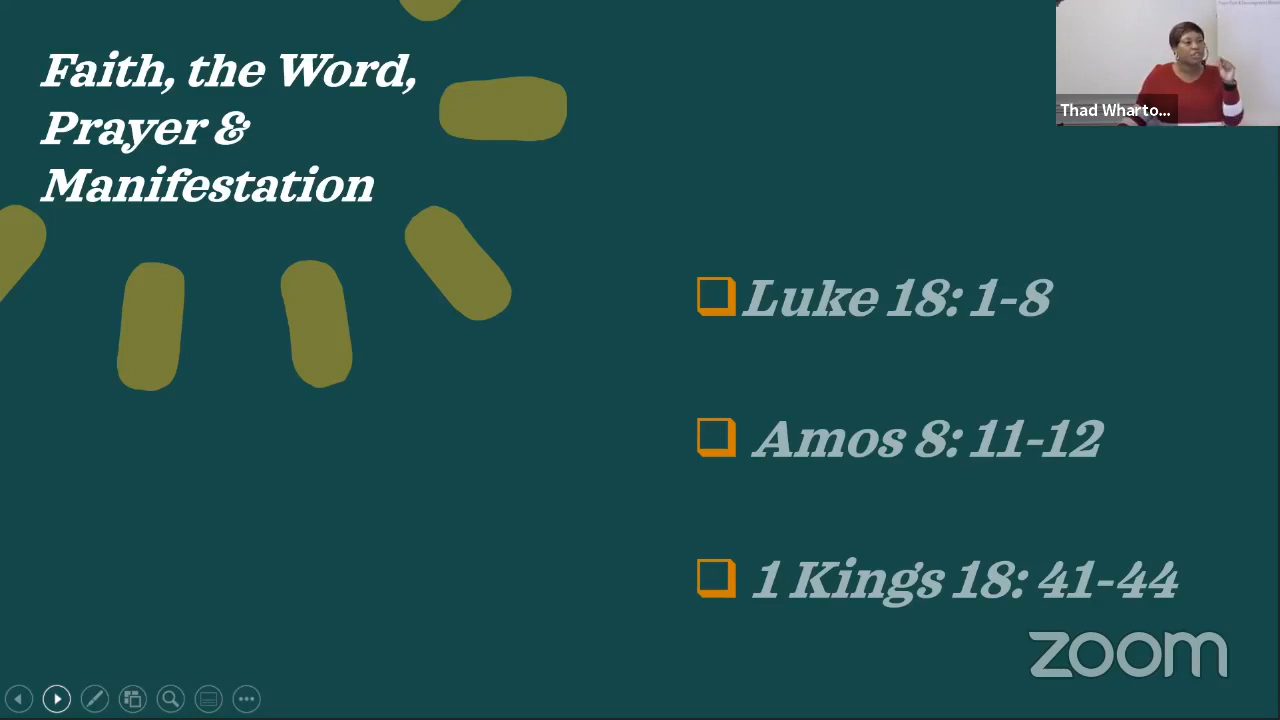 Faith, the Word,
Prayer &
Manifestation
Thad Wharto...
Luke 18: 1-8
Amos 8: 11-12
1 Kings 18: 41-44
zoom